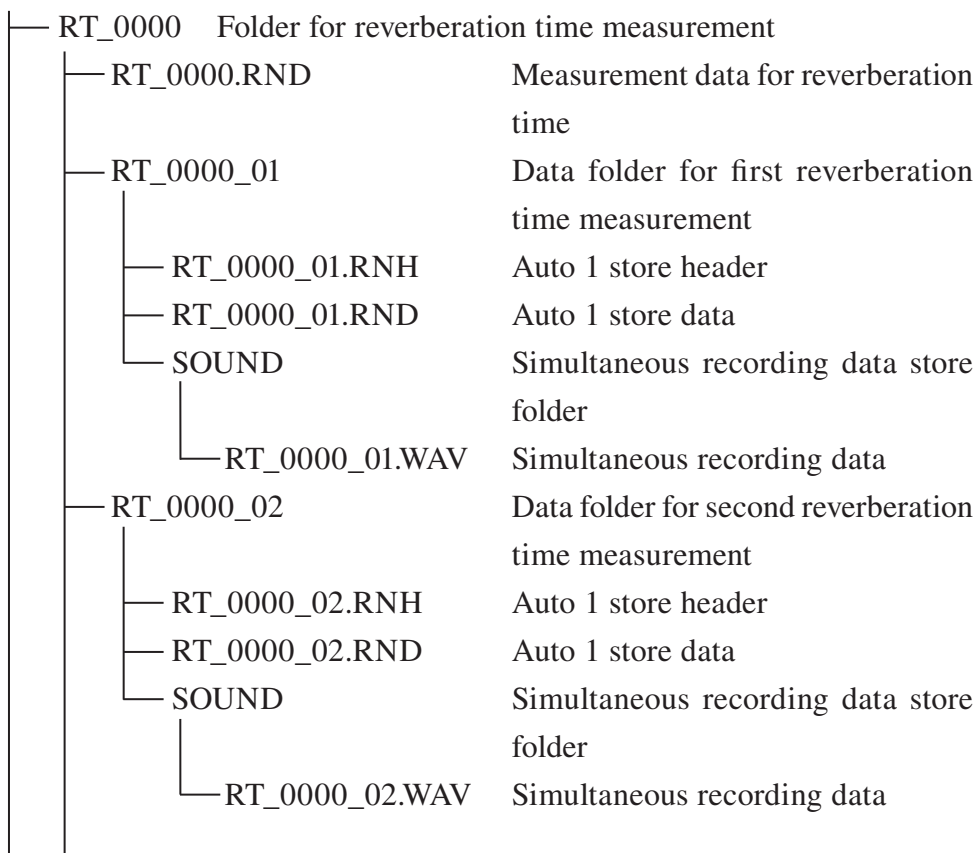 RT_0000 Folder for reverberation time measurement
RT_0000.RND Measurement data for reverberation
time
RT_0000_01 Data folder for first reverberation
time measurement
RT_0000_01.RNH Auto 1 store header
RT_0000_01.RND Auto 1 store data
SOUND Simultaneous recording data store
folder
RT_0000_01.WAV Simultaneous recording data
RT_0000_02 Data folder for second reverberation
time measurement
RT_0000_02.RNH Auto 1 store header
RT_0000_02.RND Auto 1 store data
SOUND Simultaneous recording data store
folder
RT_0000_02.WAV Simultaneous recording data